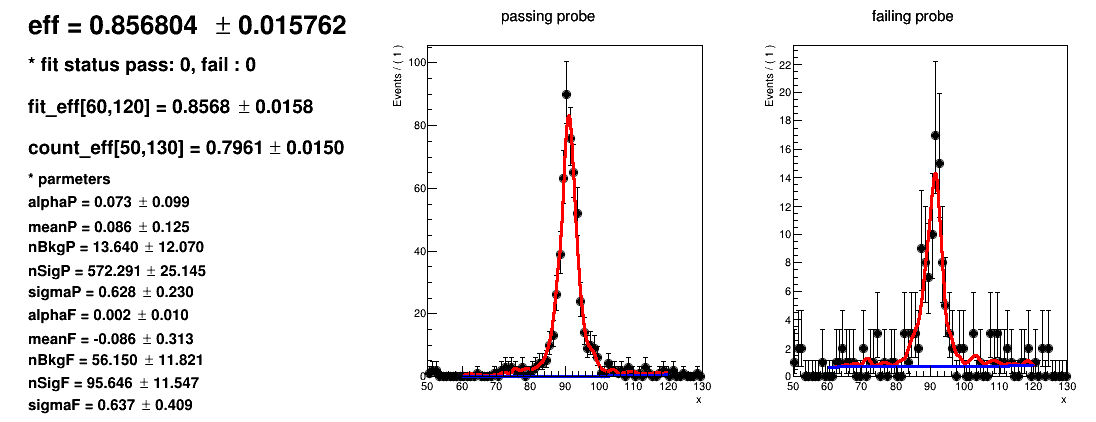 eff = 0.856804 ± 0.015762
* fit status pass: 0, fail : 0
fit_eff[60,120] = 0.8568 ± 0.0158
count_eff[50,130] = 0.7961 ± 0.0150
* parmeters
alphaP = 0.073 ± 0.099
meanP = 0.086 ± 0.125
nBkgP = 13.640 ± 12.070
nSigP = 572.291 ± 25.145
sigmaP = 0.628 ± 0.230
alphaF = 0.002 ± 0.010
meanF = -0.086 ± 0.313
nBkgF = 56.150 ± 11.821
nSigF = 95.646 ± 11.547
sigmaF = 0.637 ± 0.409
passing probe
Events / ( 1 )
100
80
60
40
20
0
50 60 70 80 90 100 110 120 130
x
failing probe
Events / ( 1 )
22
20
18
16
14
12
10
8
6
4
2
0
50 60 70 80 90 100 110 120 130
x